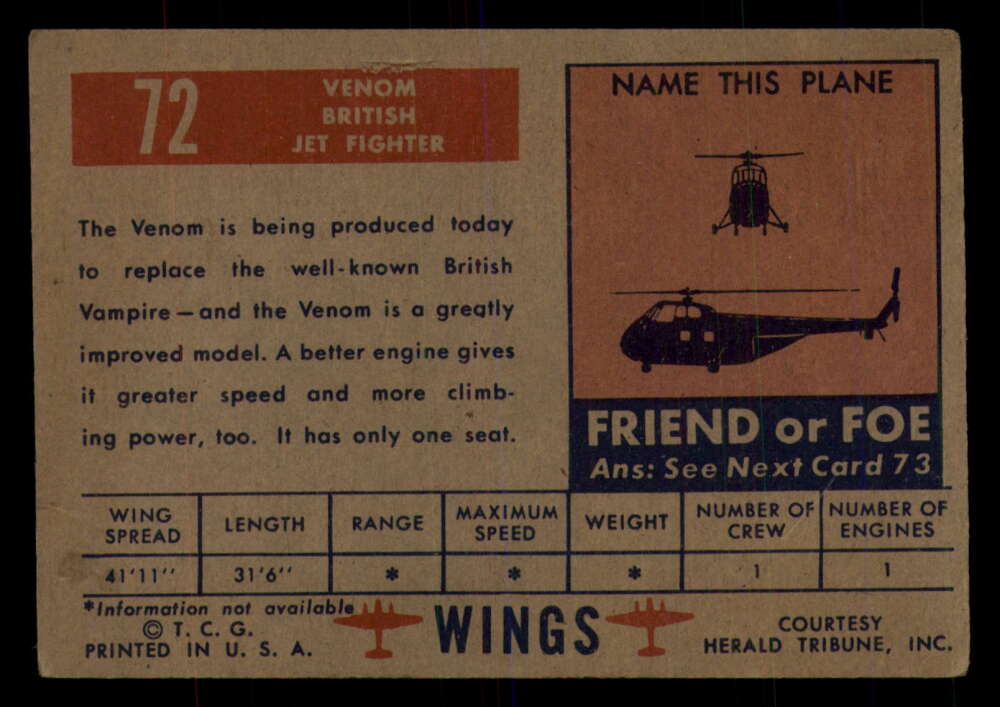 72
VENOM
BRITISH
JET FIGHTER
The Venom is being produced today
to replace the well-known British
Vampire — and the Venom is a greatly
improved model. A better engine gives
it greater speed and more climb-
ing power, too. It has only one seat.
NAME THIS PLANE
FRIEND or FOE
Ans: See Next Card 73
WING SPREAD LENGTH RANGE MAXIMUM SPEED WEIGHT NUMBER OF CREW NUMBER OF ENGINES
41'11'' 31'6'' * * * 1 1
*Information not available
© T. C. G.
PRINTED IN U. S. A.
WINGS
COURTESY
HERALD TRIBUNE, INC.